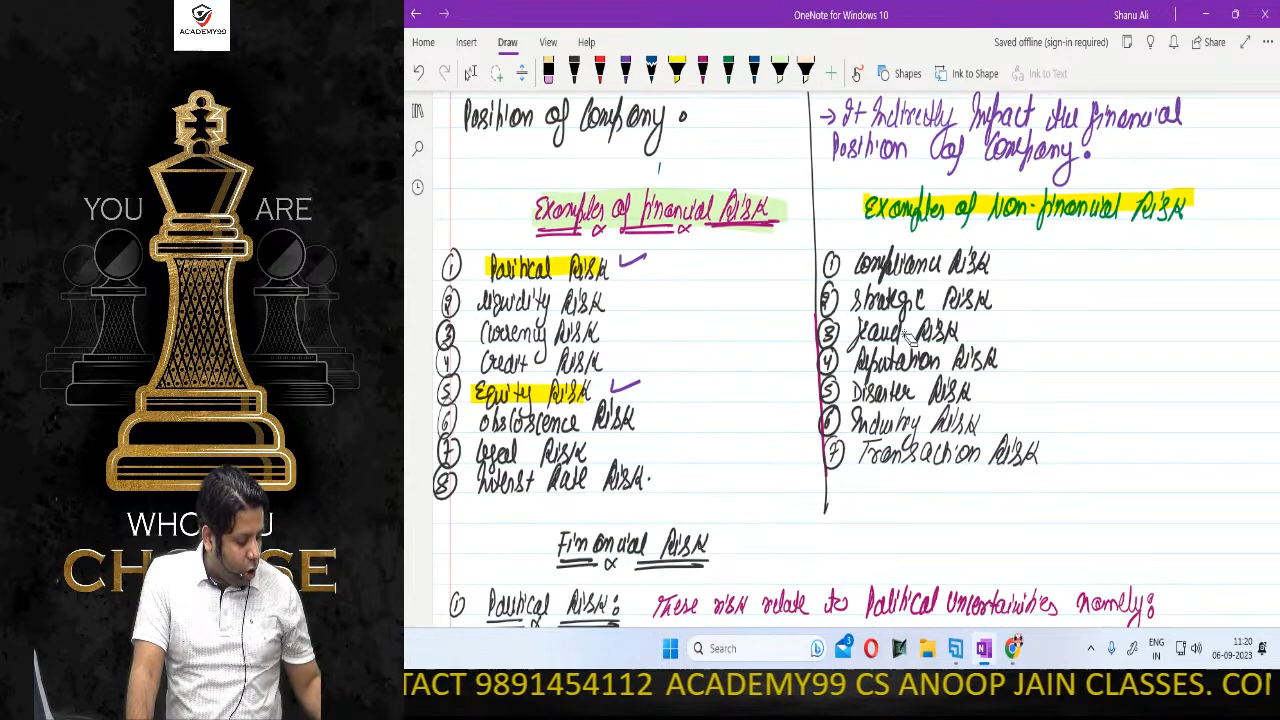 ACADEMY99
YOU ARE
WHO YOU
CHOOSE
OneNote for Windows 10
Shanu Ali
Home Insert Draw View Help
Saved offline (sign-in required)
Share
Shapes
Ink to Shape
Ink to Text
Position of Company.
Examples of Financial Risk
1 Political Risk
2 liquidity Risk
3 Currency Risk
4 Credit Risk
5 Equity Risk
6 Risk
7 legal Risk
8 Rate Risk.
→ It Indirectly Impact the financial
Position of Company.
Examples of Non-financial Risk
1 Compliance Risk
2 Strategic Risk
3 Fraud Risk
4 Reputation Risk
5 Disaster Risk
6 Industry Risk
7 Transaction Risk
Financial Risk
1 Political Risk: These risk relate to Political uncertainities namely:
Search
3
ENG
IN
11:20
06-09-2023
TACT 9891454112 ACADEMY99 CS ANOOP JAIN CLASSES. CON